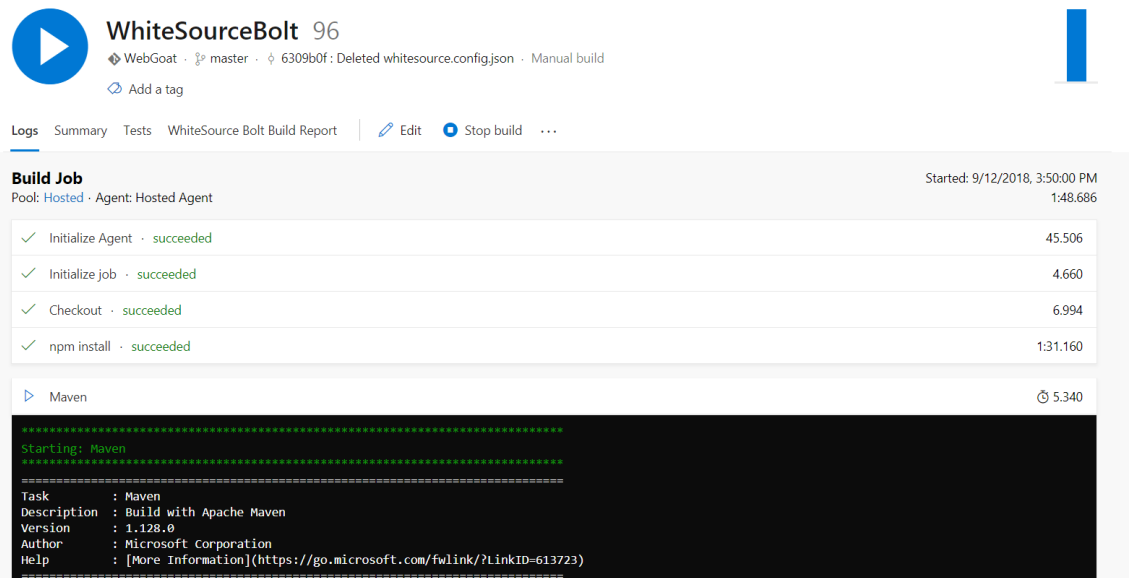 WhiteSourceBolt 96
WebGoat · master · 6309b0f : Deleted whitesource.config.json · Manual build
Add a tag
Logs Summary Tests WhiteSource Bolt Build Report Edit Stop build ...
Build Job Started: 9/12/2018, 3:50:00 PM
Pool: Hosted · Agent: Hosted Agent 1:48.686
Initialize Agent · succeeded 45.506
Initialize job · succeeded 4.660
Checkout · succeeded 6.994
npm install · succeeded 1:31.160
Maven 5.340
******************************************************************************
Starting: Maven
******************************************************************************
==============================================================================
Task : Maven
Description : Build with Apache Maven
Version : 1.128.0
Author : Microsoft Corporation
Help : [More Information](https://go.microsoft.com/fwlink/?LinkID=613723)
==============================================================================